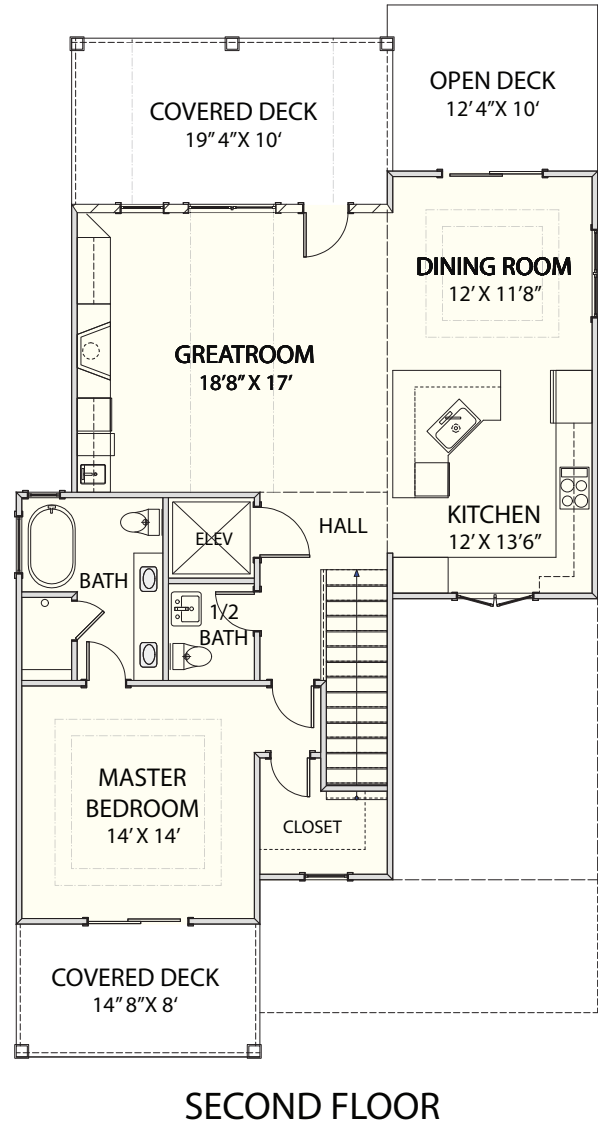 OPEN DECK
12' 4"X 10‘
COVERED DECK
19" 4"X 10‘
DINING ROOM
12' X 11'8"
GREATROOM
18'8" X 17'
KITCHEN
12' X 13'6"
HALL
ELEV
BATH
1/2
BATH
MASTER
BEDROOM
14' X 14'
CLOSET
COVERED DECK
14" 8"X 8‘
SECOND FLOOR